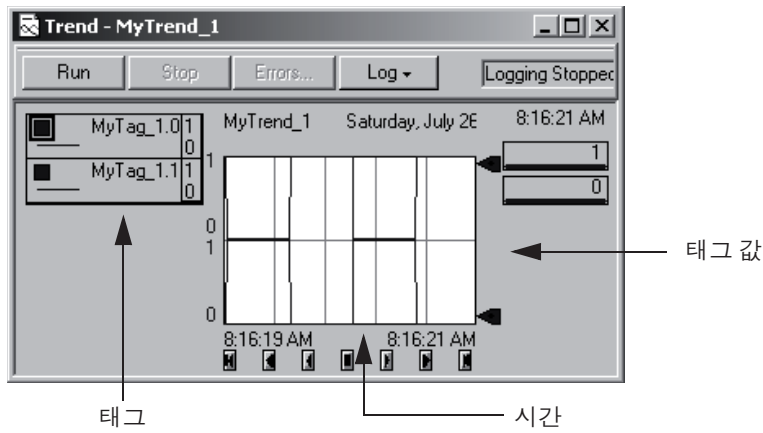 Trend - MyTrend_1
Run Stop Errors... Log Logging Stopped
MyTag_1.0 1 0
MyTag_1.1 1 0
MyTrend_1 Saturday, July 26 8:16:21 AM
1
0
1
0
1
0
8:16:19 AM 8:16:21 AM
태그 값
태그
시간